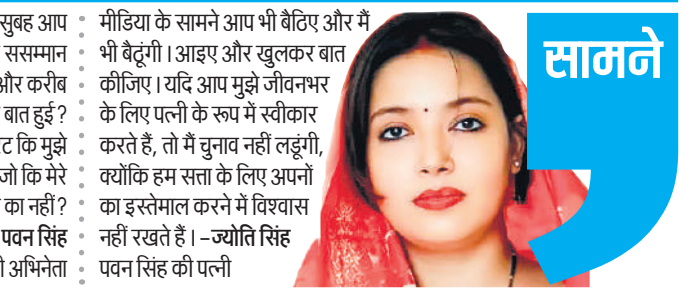 सुबह आप
ससम्मान
और करीब
बात हुई?
कि मुझे
जो कि मेरे
का नहीं?
पवन सिंह
अभिनेता
मीडिया के सामने आप भी बैठिए और मैं
भी बैठूंगी। आइए और खुलकर बात
कीजिए। यदि आप मुझे जीवनभर
के लिए पत्नी के रूप में स्वीकार
करते हैं, तो मैं चुनाव नहीं लडूंगी,
क्योंकि हम सत्ता के लिए अपनों
का इस्तेमाल करने में विश्वास
नहीं रखते हैं। –ज्योति सिंह
पवन सिंह की पत्नी
सामने